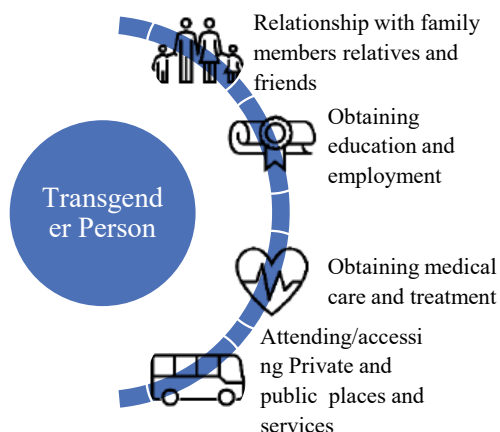 Relationship with family
members relatives and
friends
Obtaining
education and
employment
Transgend
er Person
Obtaining medical
care and treatment
Attending/accessi
ng Private and
public places and
services